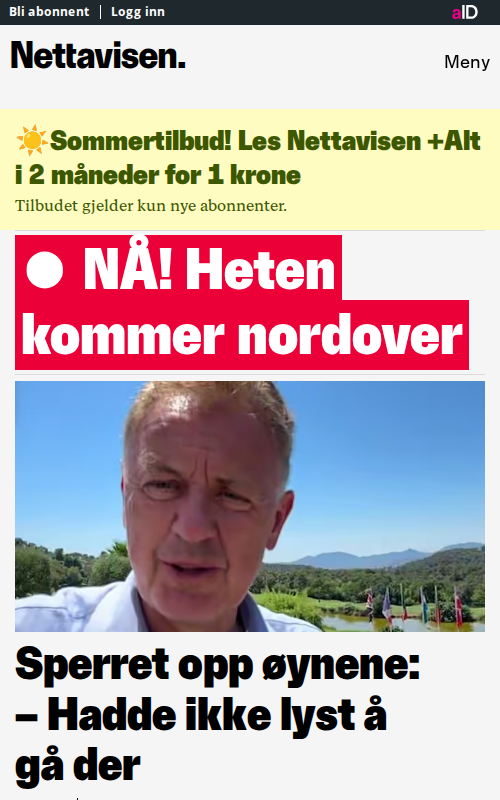 Bli abonnent | Logg inn
aID
Nettavisen.
Meny
☀️Sommertilbud! Les Nettavisen +Alt
i 2 måneder for 1 krone
Tilbudet gjelder kun nye abonnenter.
● NÅ! Heten
kommer nordover
Sperret opp øynene:
– Hadde ikke lyst å
gå der